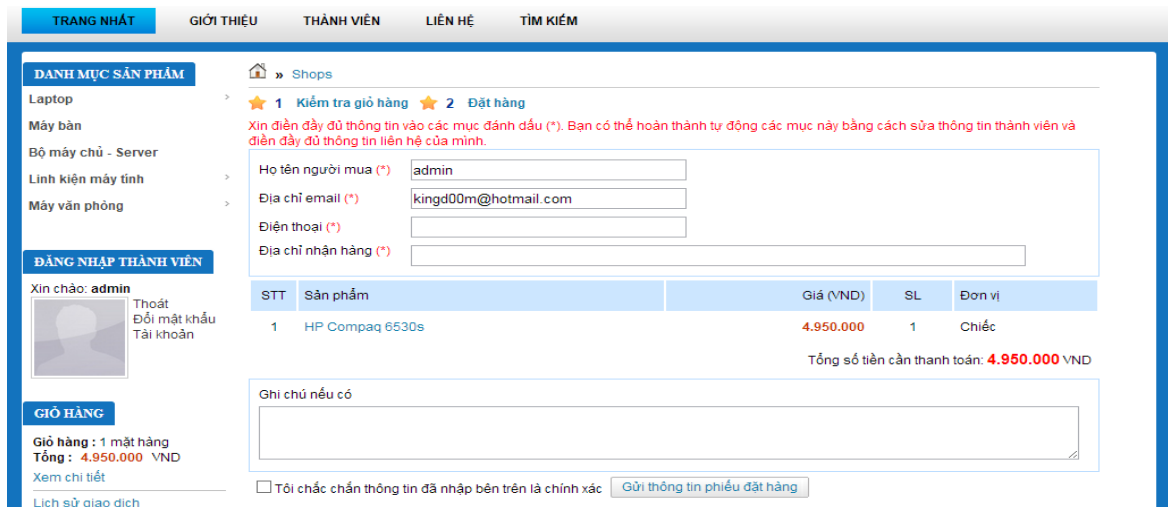 TRANG NHẤT GIỚI THIỆU THÀNH VIÊN LIÊN HỆ TÌM KIẾM
DANH MỤC SẢN PHẨM
Laptop
Máy bàn
Bộ máy chủ - Server
Linh kiện máy tính
Máy văn phòng
ĐĂNG NHẬP THÀNH VIÊN
Xin chào: admin
Thoát
Đổi mật khẩu
Tài khoản
GIỎ HÀNG
Giỏ hàng : 1 mặt hàng
Tổng : 4.950.000 VND
Xem chi tiết
Lịch sử giao dịch
» Shops
1 Kiểm tra giỏ hàng 2 Đặt hàng
Xin điền đầy đủ thông tin vào các mục đánh dấu (*). Bạn có thể hoàn thành tự động các mục này bằng cách sửa thông tin thành viên và
điền đầy đủ thông tin liên hệ của mình.
Họ tên người mua (*) admin
Địa chỉ email (*) kingd00m@hotmail.com
Điện thoại (*)
Địa chỉ nhận hàng (*)
STT Sản phẩm Giá (VND) SL Đơn vị
1 HP Compaq 6530s 4.950.000 1 Chiếc
Tổng số tiền cần thanh toán: 4.950.000 VND
Ghi chú nếu có
Tôi chắc chắn thông tin đã nhập bên trên là chính xác Gửi thông tin phiếu đặt hàng